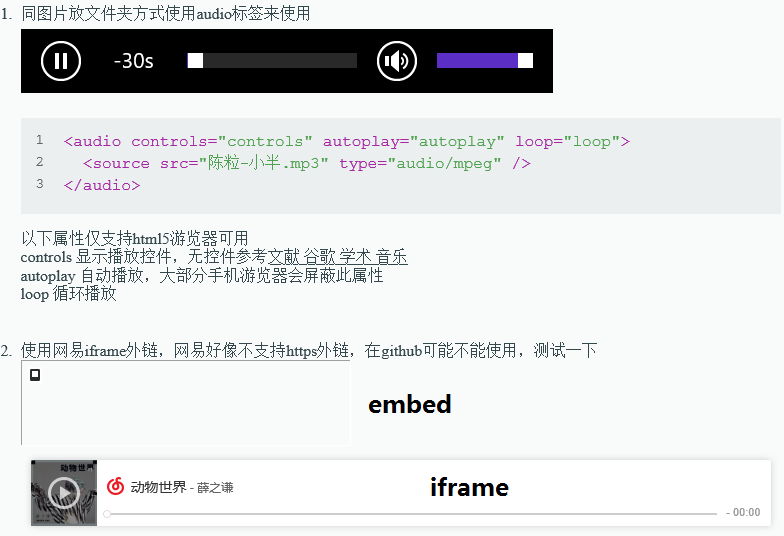 1. 同图片放文件夹方式使用audio标签来使用
-30s
1 <audio controls="controls" autoplay="autoplay" loop="loop">
2 <source src="陈粒-小半.mp3" type="audio/mpeg" />
3 </audio>
以下属性仅支持html5游览器可用
controls 显示播放控件，无控件参考文献 谷歌 学术 音乐
autoplay 自动播放，大部分手机游览器会屏蔽此属性
loop 循环播放
2. 使用网易iframe外链，网易好像不支持https外链，在github可能不能使用，测试一下
embed
动物世界
动物世界 - 薛之谦
iframe
- 00:00